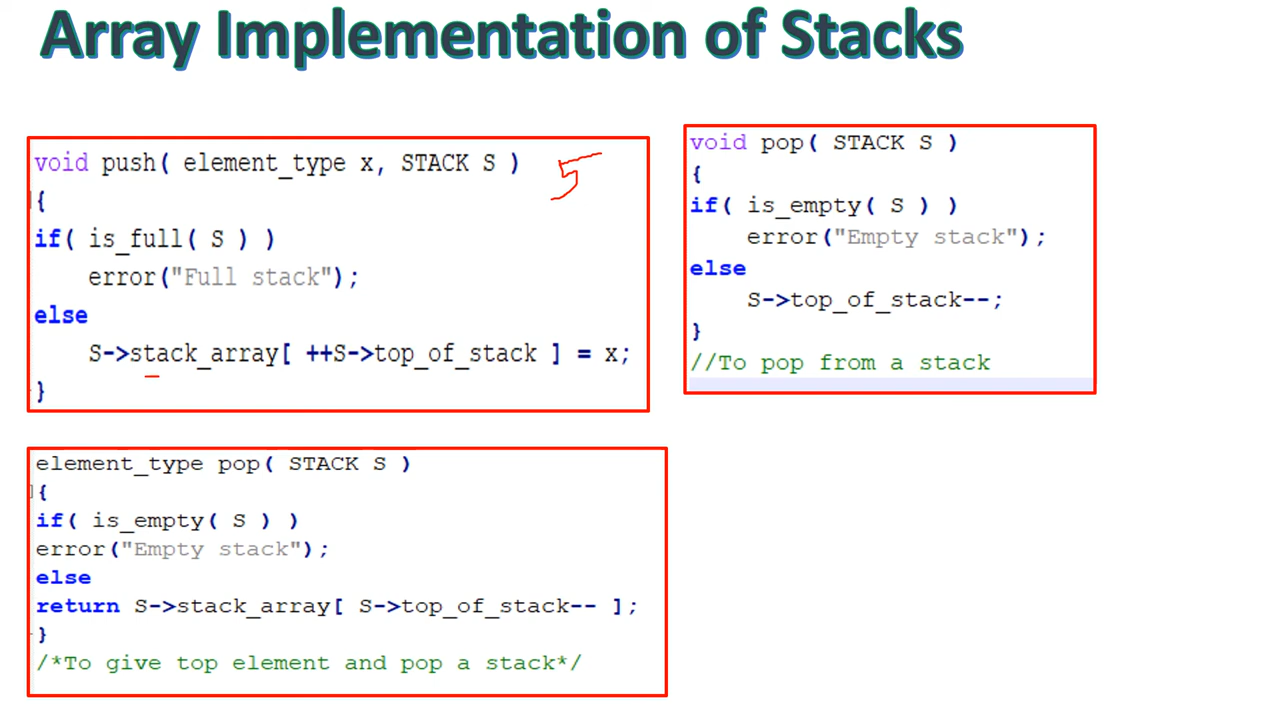 Array Implementation of Stacks
void push( element_type x, STACK S )
5
{
if( is_full( S ) )
error("Full stack");
else
S->stack_array[ ++S->top_of_stack ] = x;
}
void pop( STACK S )
{
if( is_empty( S ) )
error("Empty stack");
else
S->top_of_stack--;
}
//To pop from a stack
element_type pop( STACK S )
{
if( is_empty( S ) )
error("Empty stack");
else
return S->stack_array[ S->top_of_stack-- ];
}
/*To give top element and pop a stack*/